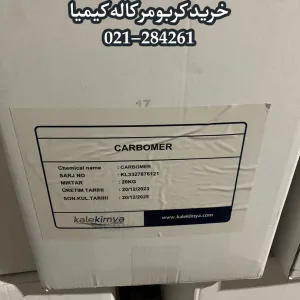 خرید کربومر کاله کیمیا
021-284261
17
CARBOMER
Chemical name : CARBOMER
SARJ NO : KL3327876121
MIKTAR : 20KG
ÜRETIM TARIHI : 20/12/2023
SON.KUL.TARIHI : 20/12/2025
kalekimya
www.kalekimya.com